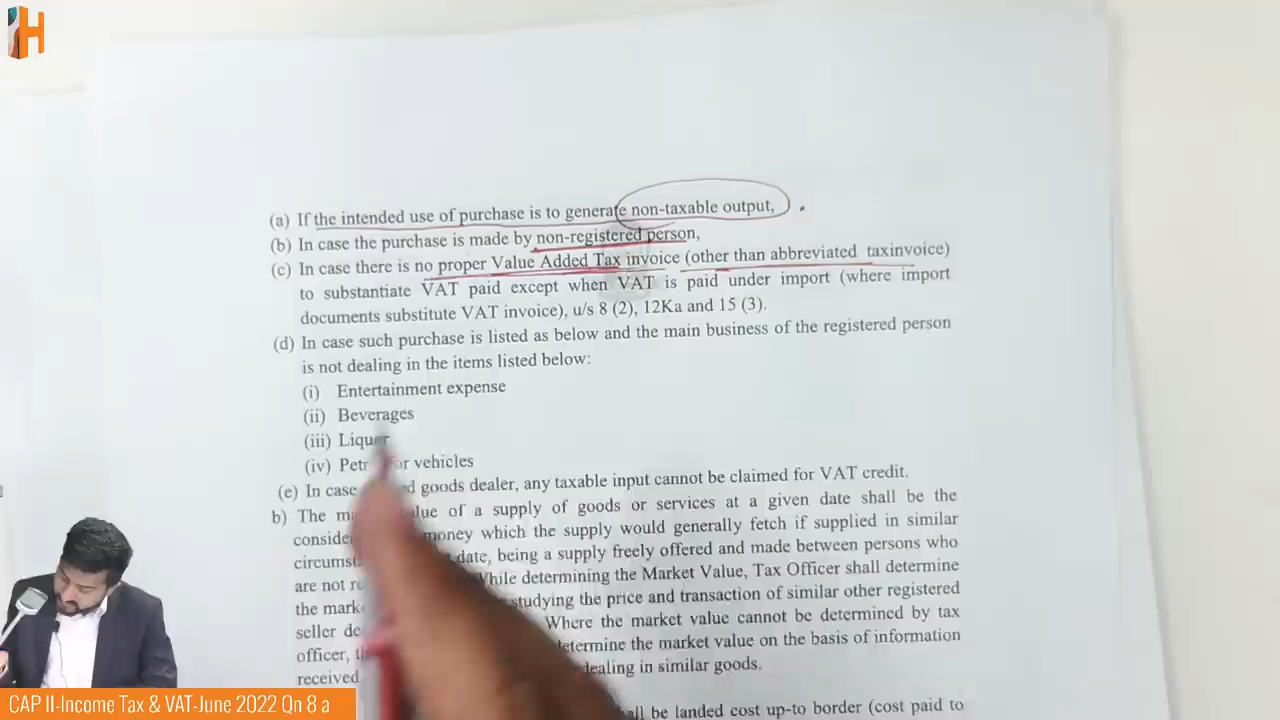 H
(a) If the intended use of purchase is to generate non-taxable output,
(b) In case the purchase is made by non-registered person,
(c) In case there is no proper Value Added Tax invoice (other than abbreviated taxinvoice)
to substantiate VAT paid except when VAT is paid under import (where import
documents substitute VAT invoice), u/s 8 (2), 12Ka and 15 (3).
(d) In case such purchase is listed as below and the main business of the registered person
is not dealing in the items listed below:
(i) Entertainment expense
(ii) Beverages
(iii) Liquer
(iv) vehicles
(e) In case goods dealer, any taxable input cannot be claimed for VAT credit.
b) The of a supply of goods or services at a given date shall be the
money which the supply would generally fetch if supplied in similar
date, being a supply freely offered and made between persons who
are not While determining the Market Value, Tax Officer shall determine
the studying the price and transaction of similar other registered
seller Where the market value cannot be determined by tax
officer, determine the market value on the basis of information
received dealing in similar goods.
be landed cost up-to border (cost paid to
CAP II-Income Tax & VAT-June 2022 Qn 8 a